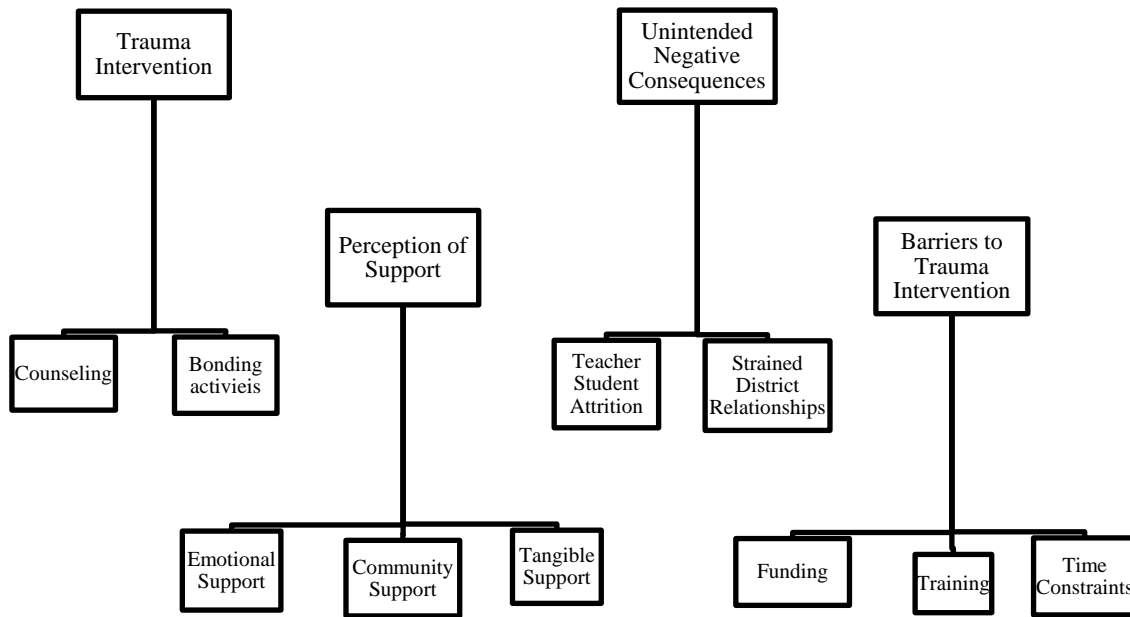 Trauma
Intervention
Unintended
Negative
Consequences
Perception of
Support
Barriers to
Trauma
Intervention
Counseling
Bonding
activieis
Teacher
Student
Attrition
Strained
District
Relationships
Emotional
Support
Community
Support
Tangible
Support
Funding
Training
Time
Constraints